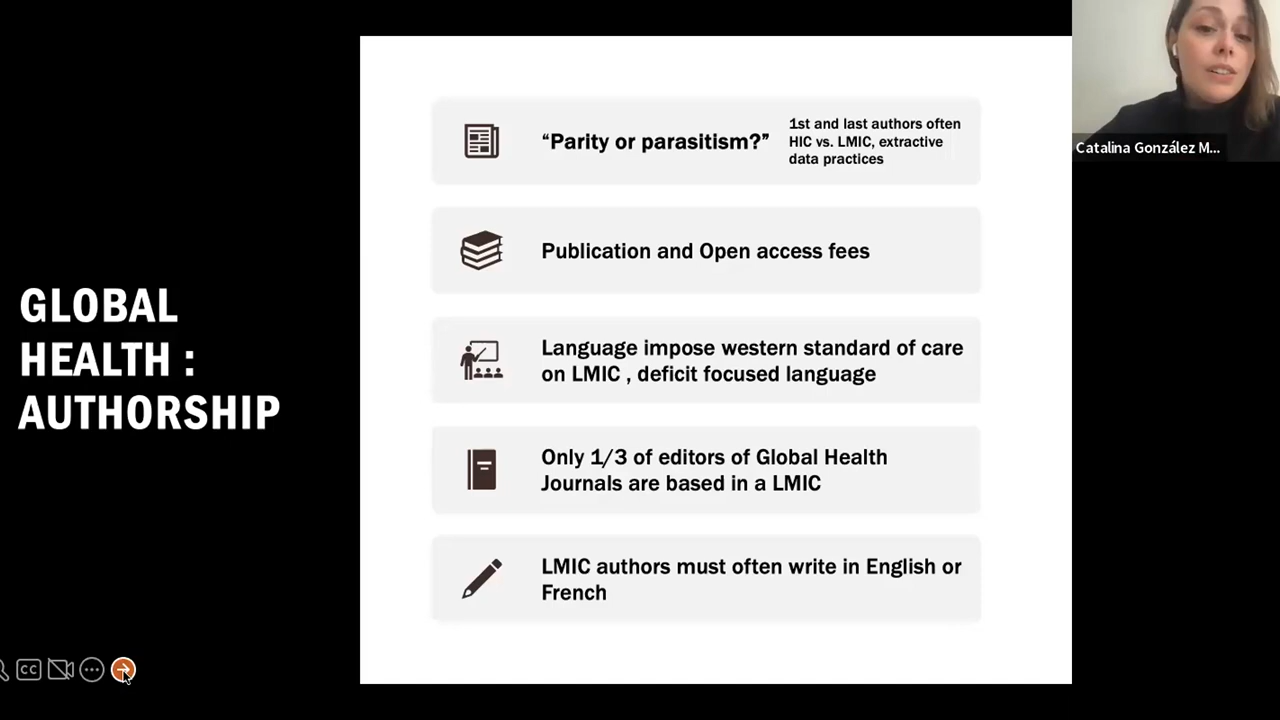 GLOBAL
HEALTH :
AUTHORSHIP
“Parity or parasitism?”
1st and last authors often
HIC vs. LMIC, extractive
data practices
Publication and Open access fees
Language impose western standard of care
on LMIC , deficit focused language
Only 1/3 of editors of Global Health
Journals are based in a LMIC
LMIC authors must often write in English or
French
Catalina González M...
CC